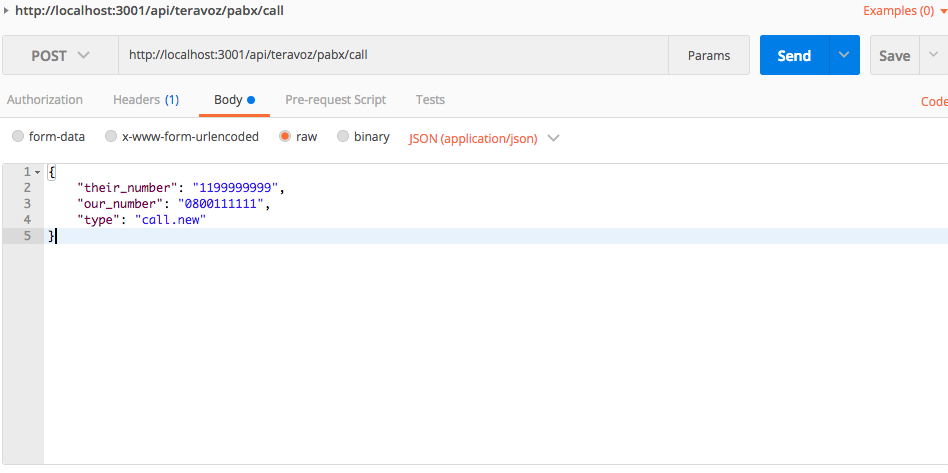 http://localhost:3001/api/teravoz/pabx/call Examples (0)
POST http://localhost:3001/api/teravoz/pabx/call Params Send Save
Authorization Headers (1) Body Pre-request Script Tests Code
form-data x-www-form-urlencoded raw binary JSON (application/json)
1 {
2 "their_number": "1199999999",
3 "our_number": "0800111111",
4 "type": "call.new"
5 }